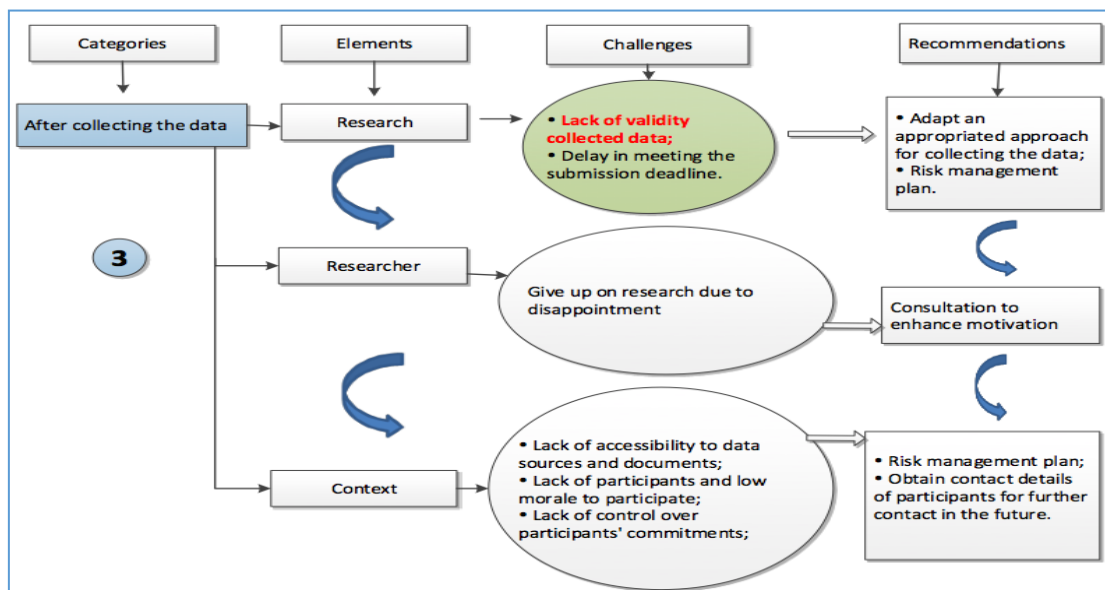 Categories
Elements
Challenges
Recommendations
After collecting the data
Research
• Lack of validity
collected data;
• Delay in meeting the
submission deadline.
• Adapt an
appropriated approach
for collecting the data;
• Risk management
plan.
3
Researcher
Give up on research due to
disappointment
Consultation to
enhance motivation
Context
• Lack of accessibility to data
sources and documents;
• Lack of participants and low
morale to participate;
• Lack of control over
participants' commitments;
• Risk management plan;
• Obtain contact details
of participants for further
contact in the future.